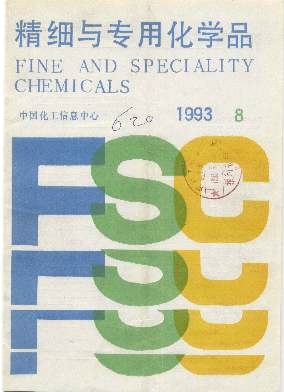 精细与专用化学品
FINE AND SPECIALITY
CHEMICALS
中国化工信息中心 620 1993 8
FSC